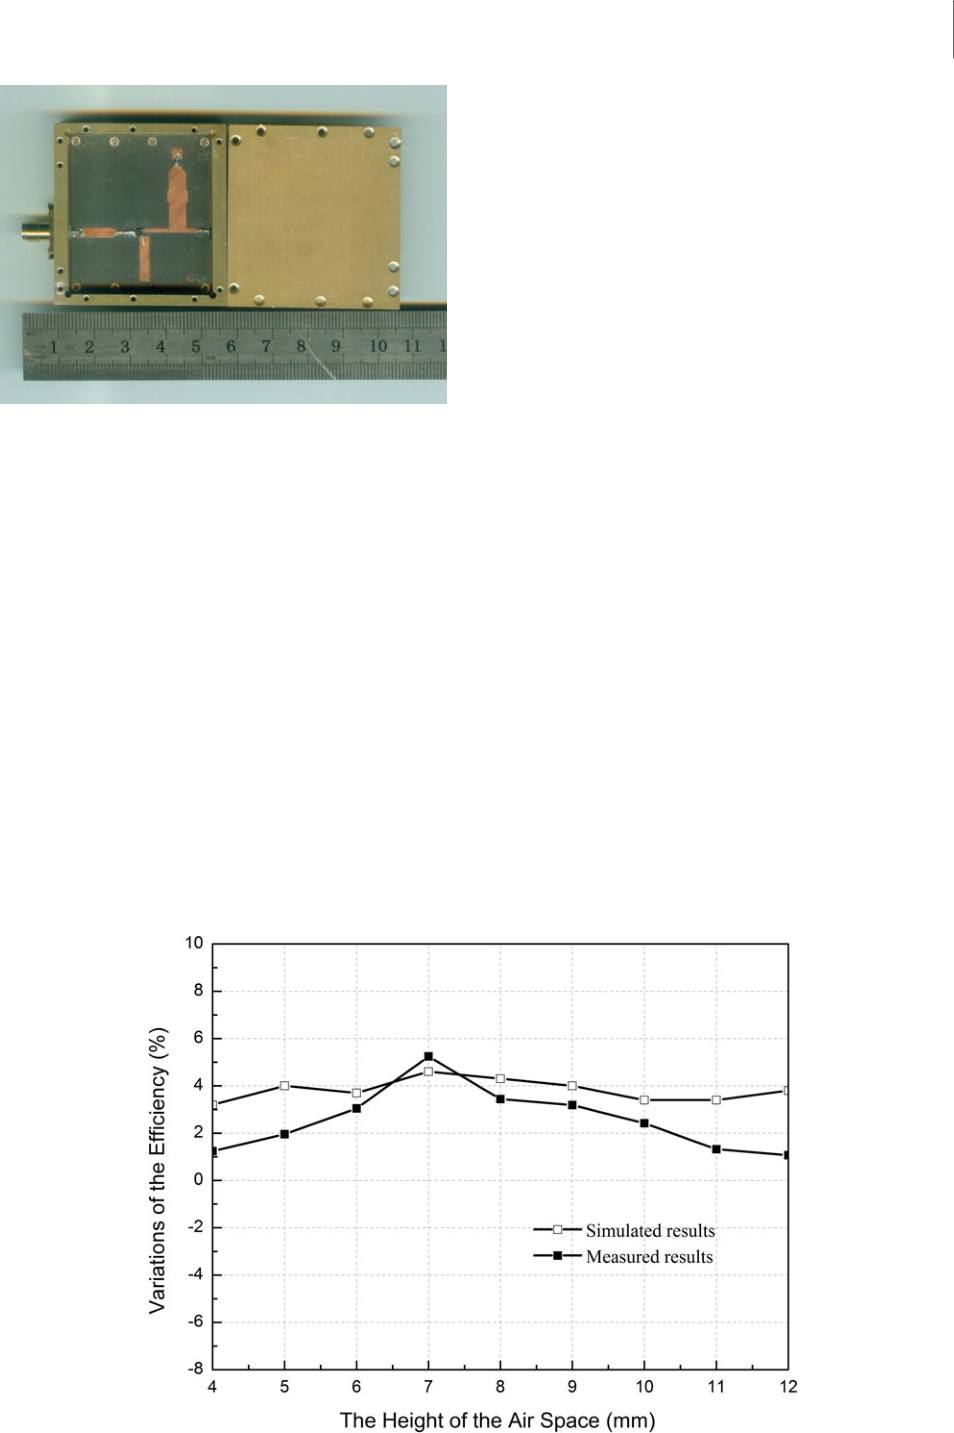 1 2 3 4 5 6 7 8 9 10 11 1
10
8
6
4
2
0
-2
-4
-6
-8
4 5 6 7 8 9 10 11 12
Variations of the Efficiency (%)
Simulated results
Measured results
The Height of the Air Space (mm)